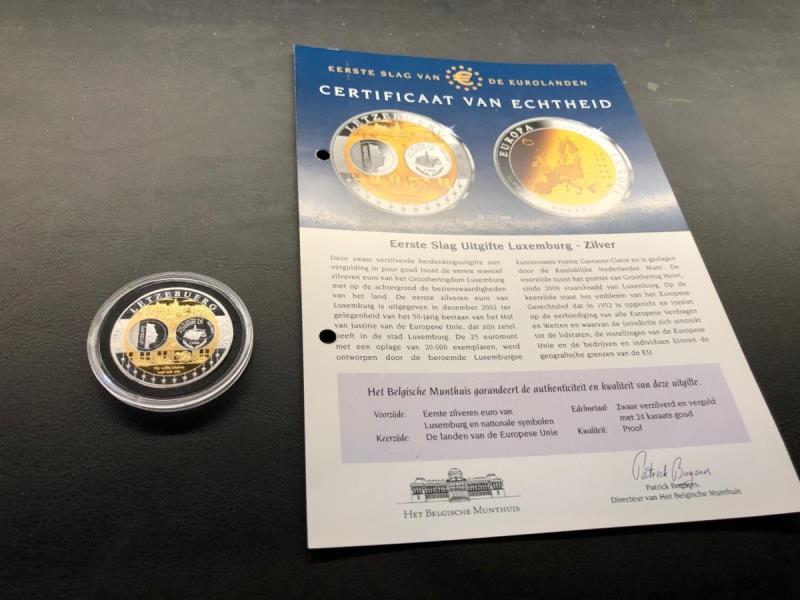 EERSTE SLAG VAN € DE EUROLANDEN
CERTIFICAAT VAN ECHTHEID
LËTZEBUERG
EUROPA
Eerste Slag Uitgifte Luxemburg - Zilver
Deze zwaar verzilverde herdenkingsuitgifte met
vergulding in puur goud toont de eerste massief
zilveren euro van het Groothertogdom Luxemburg
met op de achtergrond de bezienswaardigheden
van het land. De eerste zilveren euro van
Luxemburg is uitgegeven in december 2002 ter
gelegenheid van het 50-jarig bestaan van het Hof
van Justitie van de Europese Unie, dat zijn zetel
heeft in de stad Luxemburg. De 25 euromunt
met een oplage van 20.000 exemplaren, werd
ontworpen door de beroemde Luxemburgse
kunstenares Yvette Gastauer-Claire en is geslagen
door de Koninklijke Nederlandse Munt. De
voorzijde toont het portret van Groothertog Henri,
sinds 2000 staatshoofd van Luxemburg. Op de
keerzijde staat het embleem van het Europese
Gerechtshof dat in 1952 is opgericht en toeziet
op de eerbiediging van alle Europese Verdragen
en Wetten en waarvan de jurisdictie zich uitstrekt
tot de lidstaten, de instellingen van de Europese
Unie en de bedrijven en individuen binnen de
geografische grenzen van de EU.
Het Belgische Munthuis garandeert de authenticiteit en kwaliteit van deze uitgifte.
Voorzijde: Eerste zilveren euro van
Luxemburg en nationale symbolen
Keerzijde: De landen van de Europese Unie
Edelmetaal: Zwaar verzilverd en verguld
met 24 karaats goud
Kwaliteit: Proof
HET BELGISCHE MUNTHUIS
Patrick Bogaers
Patrick Bogaers,
Directeur van Het Belgische Munthuis
LËTZEBUERG
Mir wëlle bleiwe
wat mir sin